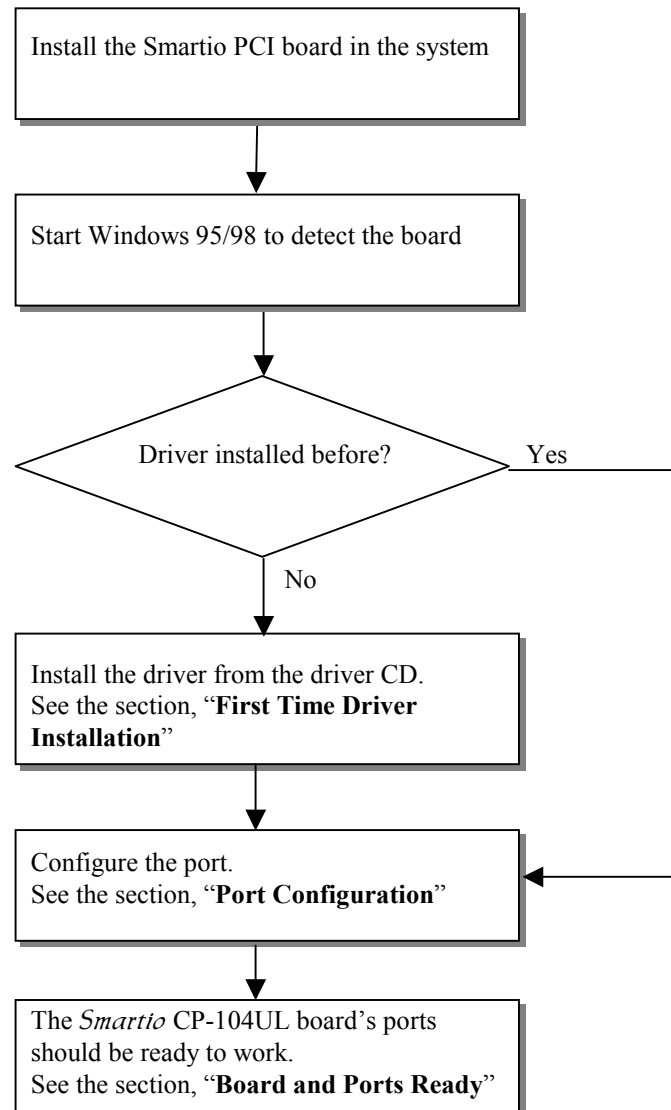 Install the Smartio PCI board in the system
Start Windows 95/98 to detect the board
Driver installed before?
Yes
No
Install the driver from the driver CD.
See the section, “First Time Driver
Installation”
Configure the port.
See the section, “Port Configuration”
The Smartio CP-104UL board’s ports
should be ready to work.
See the section, “Board and Ports Ready”